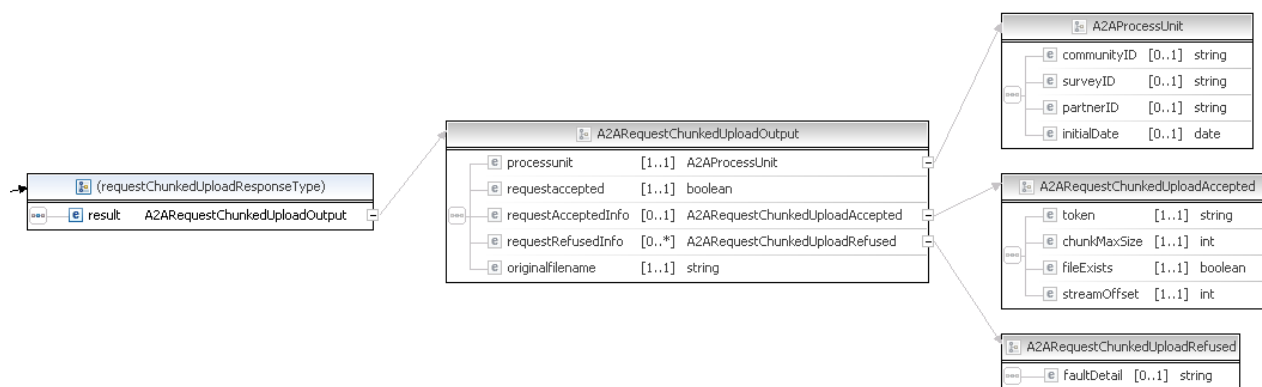 (requestChunkedUploadResponseType)
e result A2ARequestChunkedUploadOutput
A2ARequestChunkedUploadOutput
e processunit [1..1] A2AProcessUnit
e requestaccepted [1..1] boolean
e requestAcceptedInfo [0..1] A2ARequestChunkedUploadAccepted
e requestRefusedInfo [0..*] A2ARequestChunkedUploadRefused
e originalfilename [1..1] string
A2AProcessUnit
e communityID [0..1] string
e surveyID [0..1] string
e partnerID [0..1] string
e initialDate [0..1] date
A2ARequestChunkedUploadAccepted
e token [1..1] string
e chunkMaxSize [1..1] int
e fileExists [1..1] boolean
e streamOffset [1..1] int
A2ARequestChunkedUploadRefused
e faultDetail [0..1] string